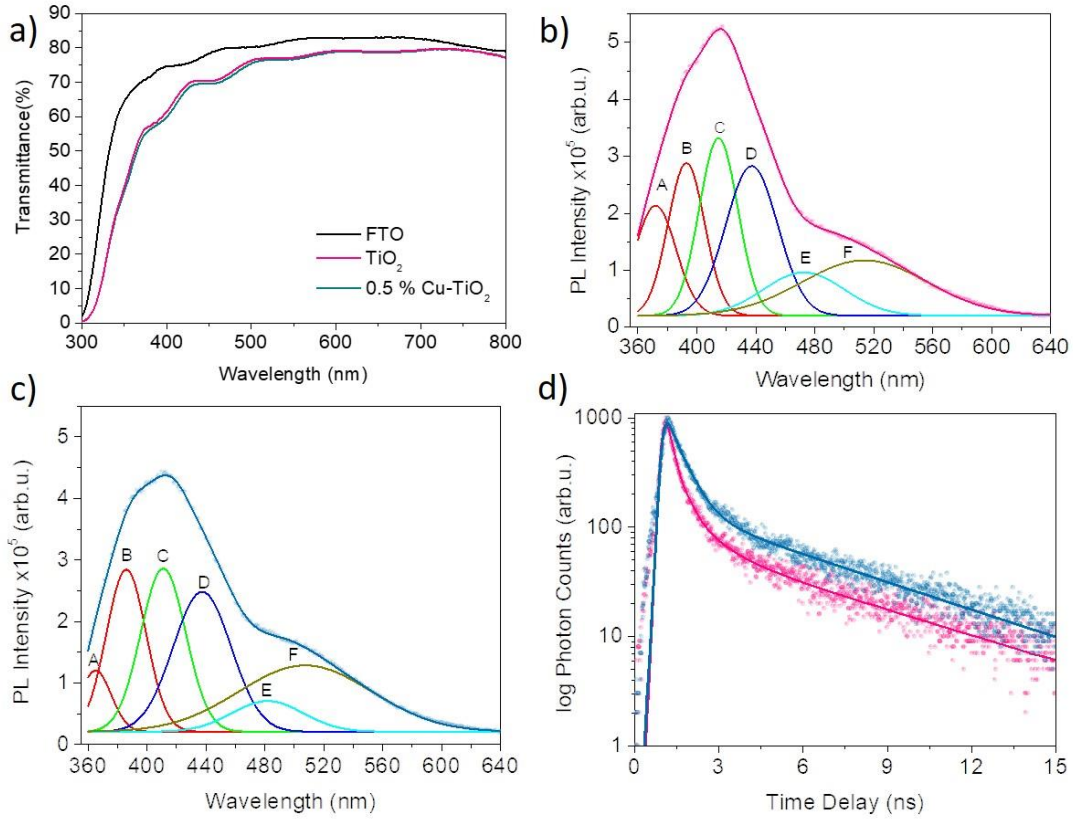 a)
90
80
70
60
50
40
30
20
10
0
Transmittance(%)
FTO
TiO₂
0.5 % Cu-TiO₂
300 400 500 600 700 800
Wavelength (nm)
b)
5
4
3
2
1
0
PL Intensity x10⁵ (arb.u.)
A
B
C
D
E
F
360 400 440 480 520 560 600 640
Wavelength (nm)
c)
5
4
3
2
1
0
PL Intensity x10⁵ (arb.u.)
A
B
C
D
E
F
360 400 440 480 520 560 600 640
Wavelength (nm)
d)
1000
100
10
1
log Photon Counts (arb.u.)
0 3 6 9 12 15
Time Delay (ns)